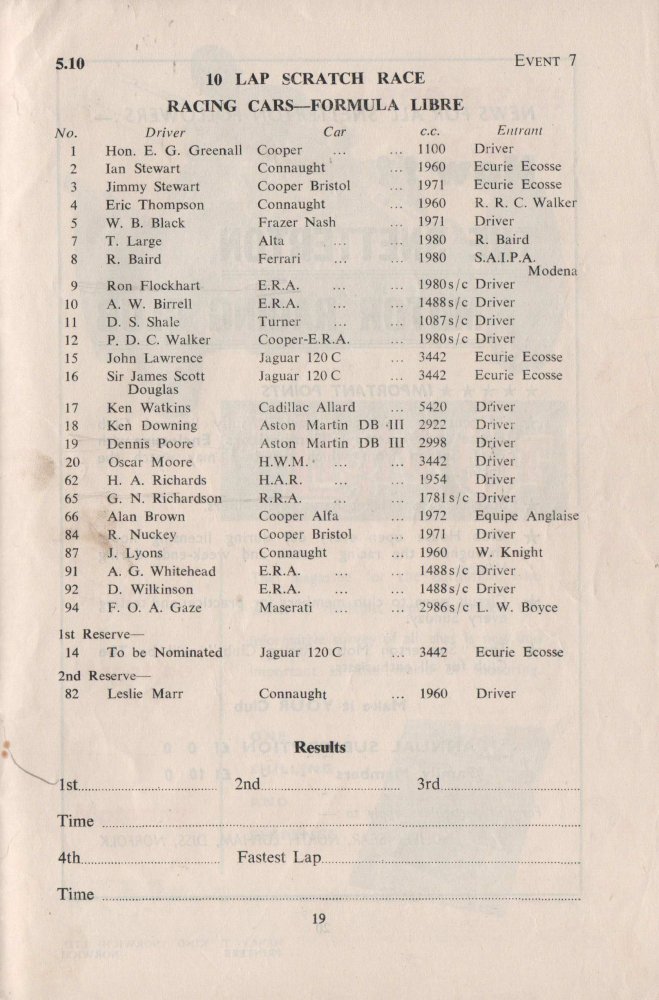 5.10 EVENT 7
10 LAP SCRATCH RACE
RACING CARS—FORMULA LIBRE
No. Driver Car c.c. Entrant
1 Hon. E. G. Greenall Cooper ... ... 1100 Driver
2 Ian Stewart Connaught ... 1960 Ecurie Ecosse
3 Jimmy Stewart Cooper Bristol ... 1971 Ecurie Ecosse
4 Eric Thompson Connaught ... 1960 R. R. C. Walker
5 W. B. Black Frazer Nash ... 1971 Driver
7 T. Large Alta ... ... 1980 R. Baird
8 R. Baird Ferrari ... ... 1980 S.A.I.P.A.
Modena
9 Ron Flockhart E.R.A. ... ... 1980 s/c Driver
10 A. W. Birrell E.R.A. ... ... 1488 s/c Driver
11 D. S. Shale Turner ... ... 1087 s/c Driver
12 P. D. C. Walker Cooper-E.R.A. ... 1980 s/c Driver
15 John Lawrence Jaguar 120 C ... 3442 Ecurie Ecosse
16 Sir James Scott Jaguar 120 C ... 3442 Ecurie Ecosse
Douglas
17 Ken Watkins Cadillac Allard ... 5420 Driver
18 Ken Downing Aston Martin DB III 2922 Driver
19 Dennis Poore Aston Martin DB III 2998 Driver
20 Oscar Moore H.W.M. ... ... 3442 Driver
62 H. A. Richards H.A.R. ... ... 1954 Driver
65 G. N. Richardson R.R.A. ... ... 1781 s/c Driver
66 Alan Brown Cooper Alfa ... 1972 Equipe Anglaise
84 R. Nuckey Cooper Bristol ... 1971 Driver
87 J. Lyons Connaught ... 1960 W. Knight
91 A. G. Whitehead E.R.A. ... ... 1488 s/c Driver
92 D. Wilkinson E.R.A. ... ... 1488 s/c Driver
94 F. O. A. Gaze Maserati ... ... 2986 s/c L. W. Boyce
1st Reserve—
14 To be Nominated Jaguar 120 C ... 3442 Ecurie Ecosse
2nd Reserve—
82 Leslie Marr Connaught ... 1960 Driver
Results
1st.................... 2nd.................... 3rd....................
Time ....................
4th.................... Fastest Lap....................
Time ....................
19